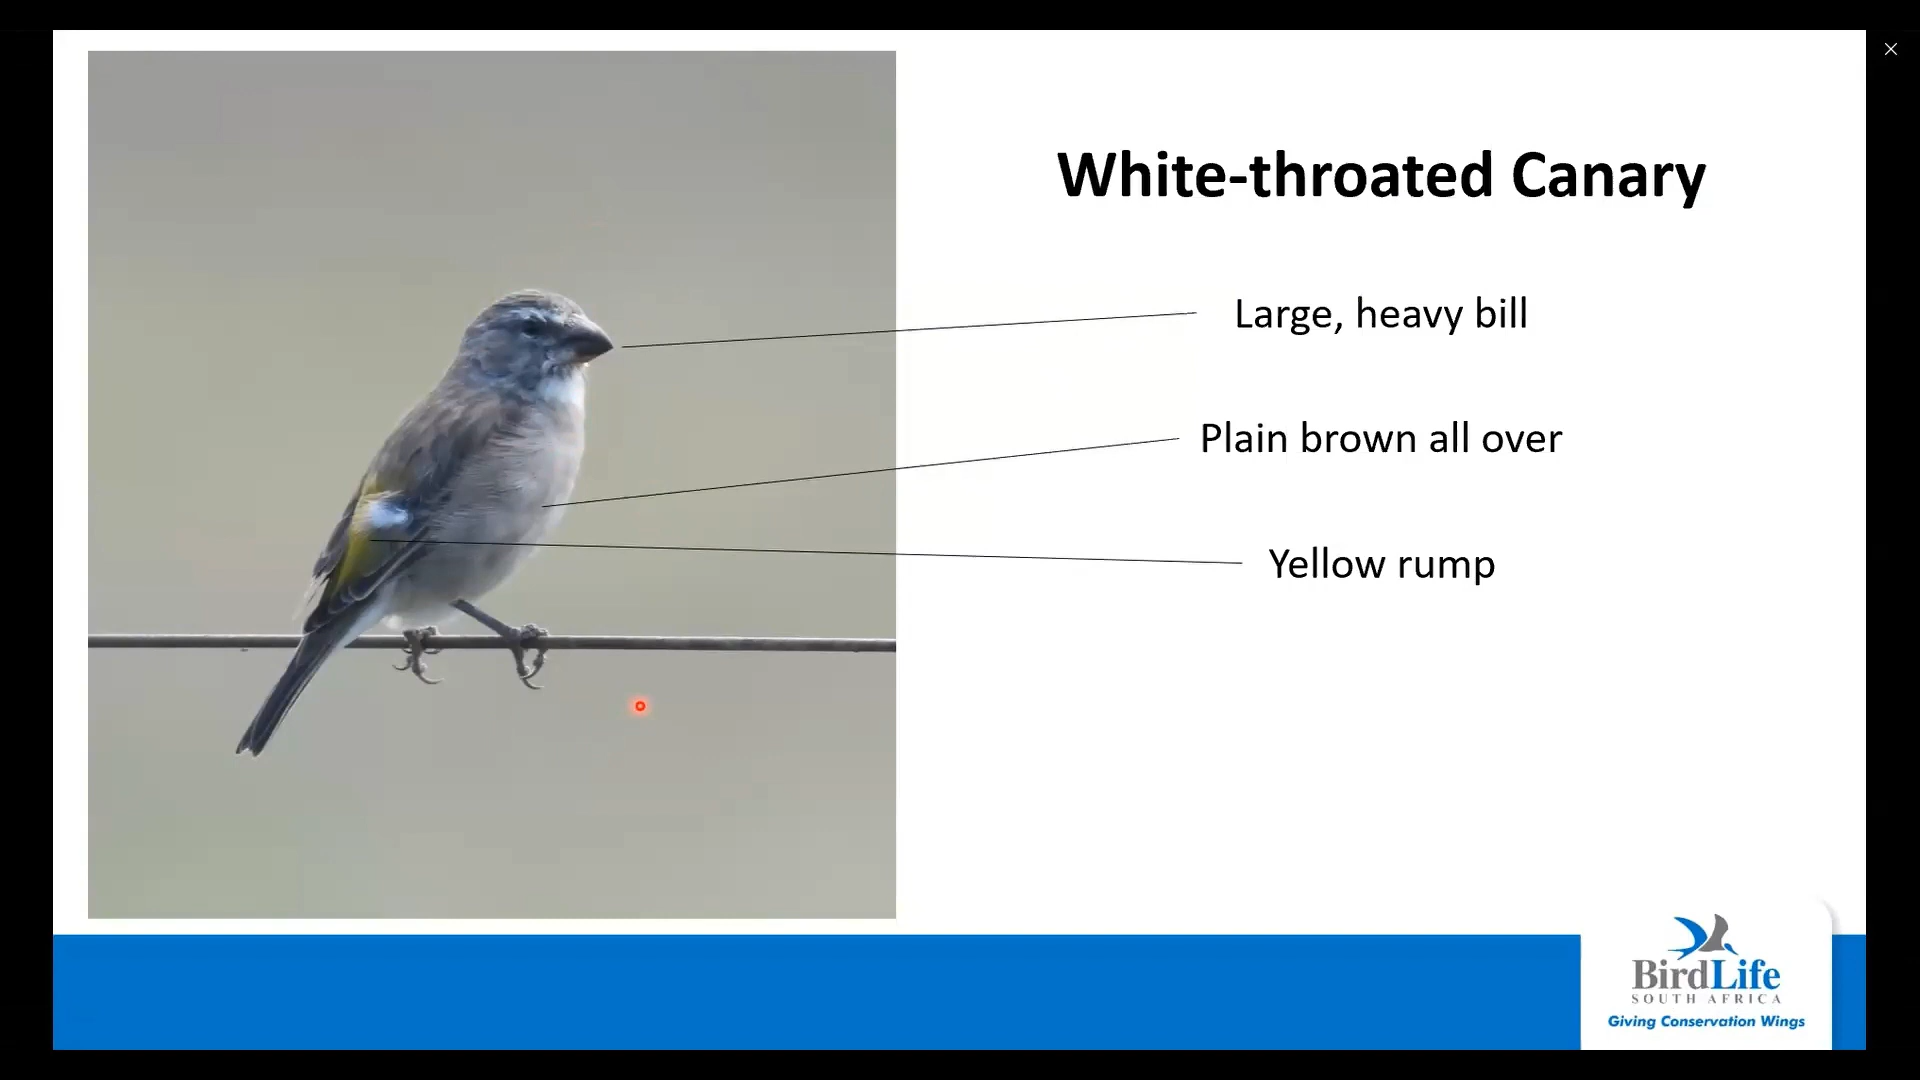 White-throated Canary
Large, heavy bill
Plain brown all over
Yellow rump
BirdLife
SOUTH AFRICA
Giving Conservation Wings